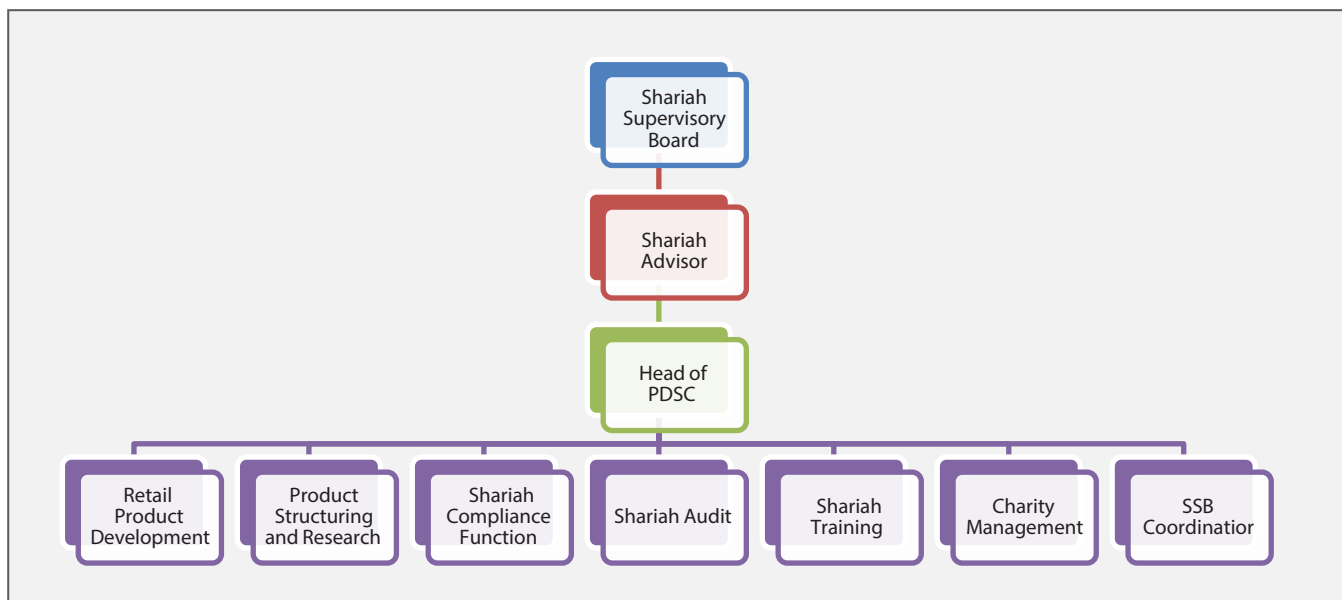 Shariah
Supervisory
Board
Shariah
Advisor
Head of
PDSC
Retail
Product
Development
Product
Structuring
and Research
Shariah
Compliance
Function
Shariah Audit
Shariah
Training
Charity
Management
SSB
Coordinatior